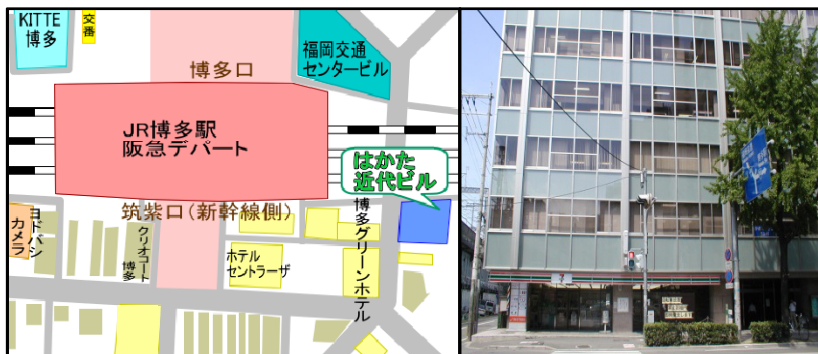 KITTE
博多
交番
博多口
福岡交通
センタービル
JR博多駅
阪急デパート
はかた
近代ビル
筑紫口(新幹線側)
ヨドバシ
カメラ
クリオコート
博多
ホテル
セントラーザ
博多グリーンホテル